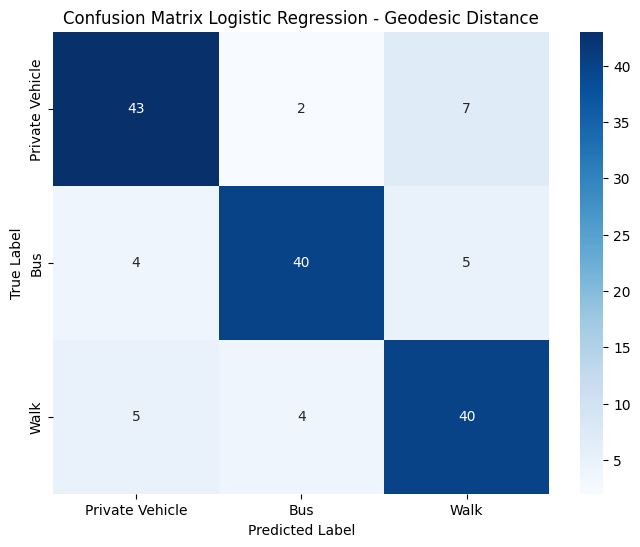 Confusion Matrix Logistic Regression - Geodesic Distance
True Label
Private Vehicle
43 2 7
Bus
4 40 5
Walk
5 4 40
Private Vehicle Bus Walk
Predicted Label
40
35
30
25
20
15
10
5